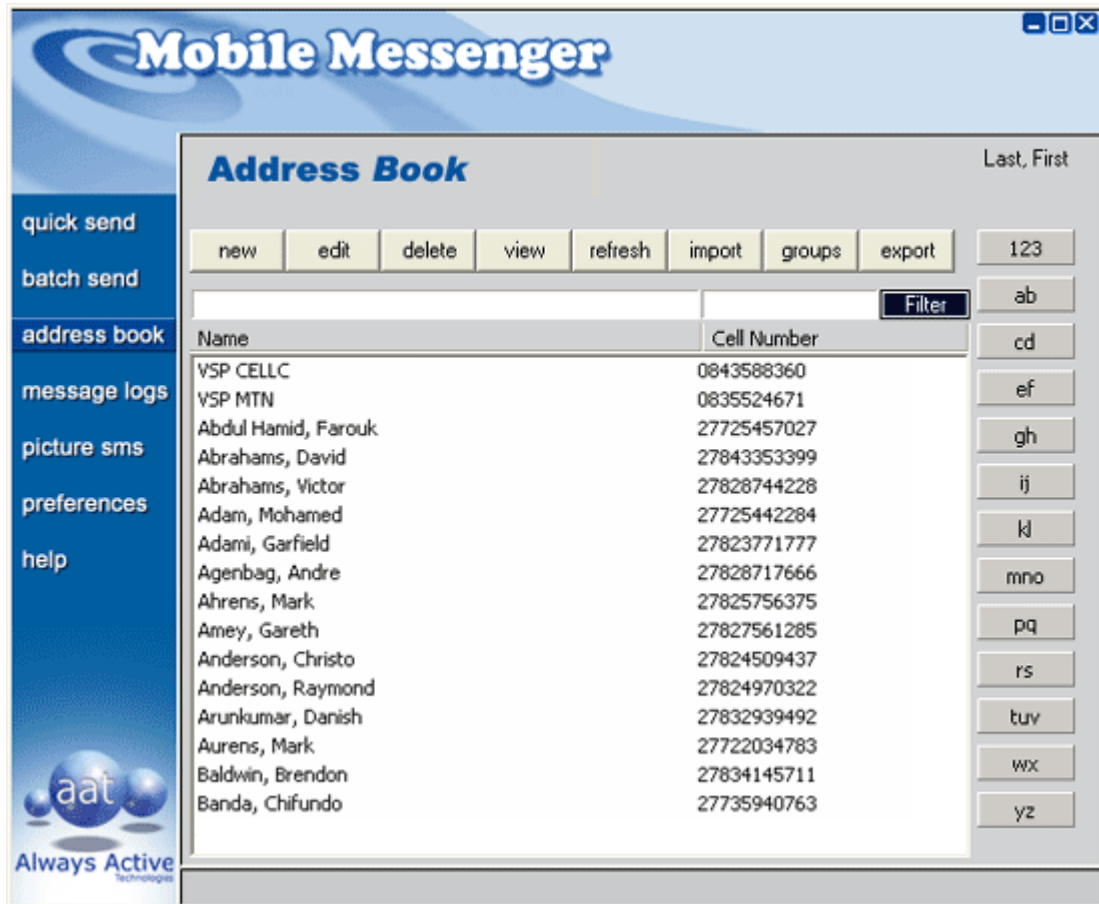 Mobile Messenger
Address Book
Last, First
quick send
batch send
address book
message logs
picture sms
preferences
help
new edit delete view refresh import groups export
Filter
Name Cell Number
VSP CELLC 0843588360
VSP MTN 0835524671
Abdul Hamid, Farouk 27725457027
Abrahams, David 27843353399
Abrahams, Victor 27828744228
Adam, Mohamed 27725442284
Adami, Garfield 27823771777
Agenbag, Andre 27828717666
Ahrens, Mark 27825756375
Amey, Gareth 27827561285
Anderson, Christo 27824509437
Anderson, Raymond 27824970322
Arunkumar, Danish 27832939492
Aurens, Mark 27722034783
Baldwin, Brendon 27834145711
Banda, Chifundo 27735940763
123
ab
cd
ef
gh
ij
kl
mno
pq
rs
tuv
wx
yz
aat
Always Active
Technologies